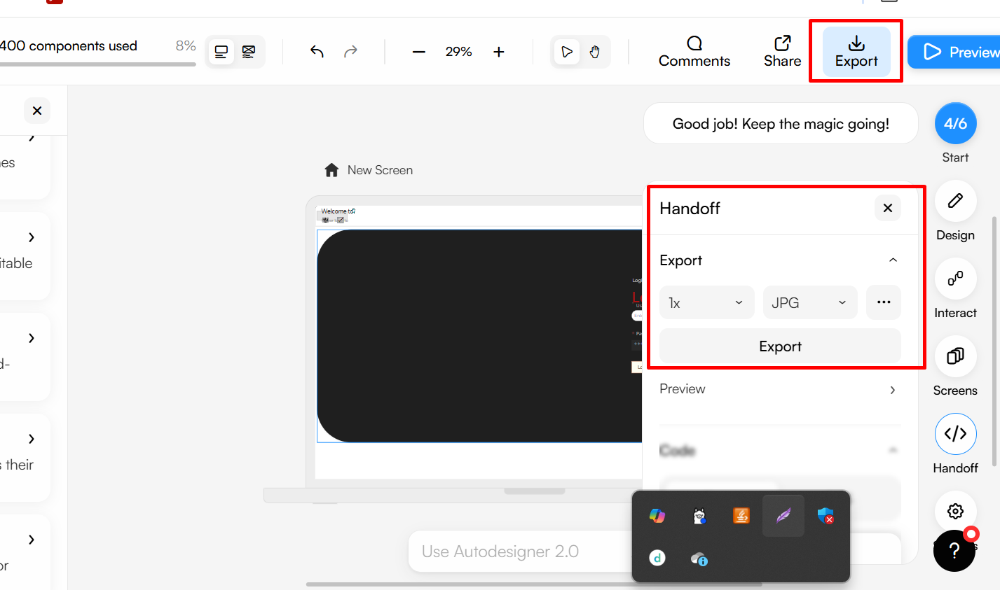 400 components used
8%
29%
Comments
Share
Export
Preview
Good job! Keep the magic going!
4/6
Start
New Screen
Handoff
Export
1x
JPG
Export
Preview
Code
Welcome to
Design
Interact
Screens
Handoff
nes
itable
d-
s their
or
Use Autodesigner 2.0
d
?